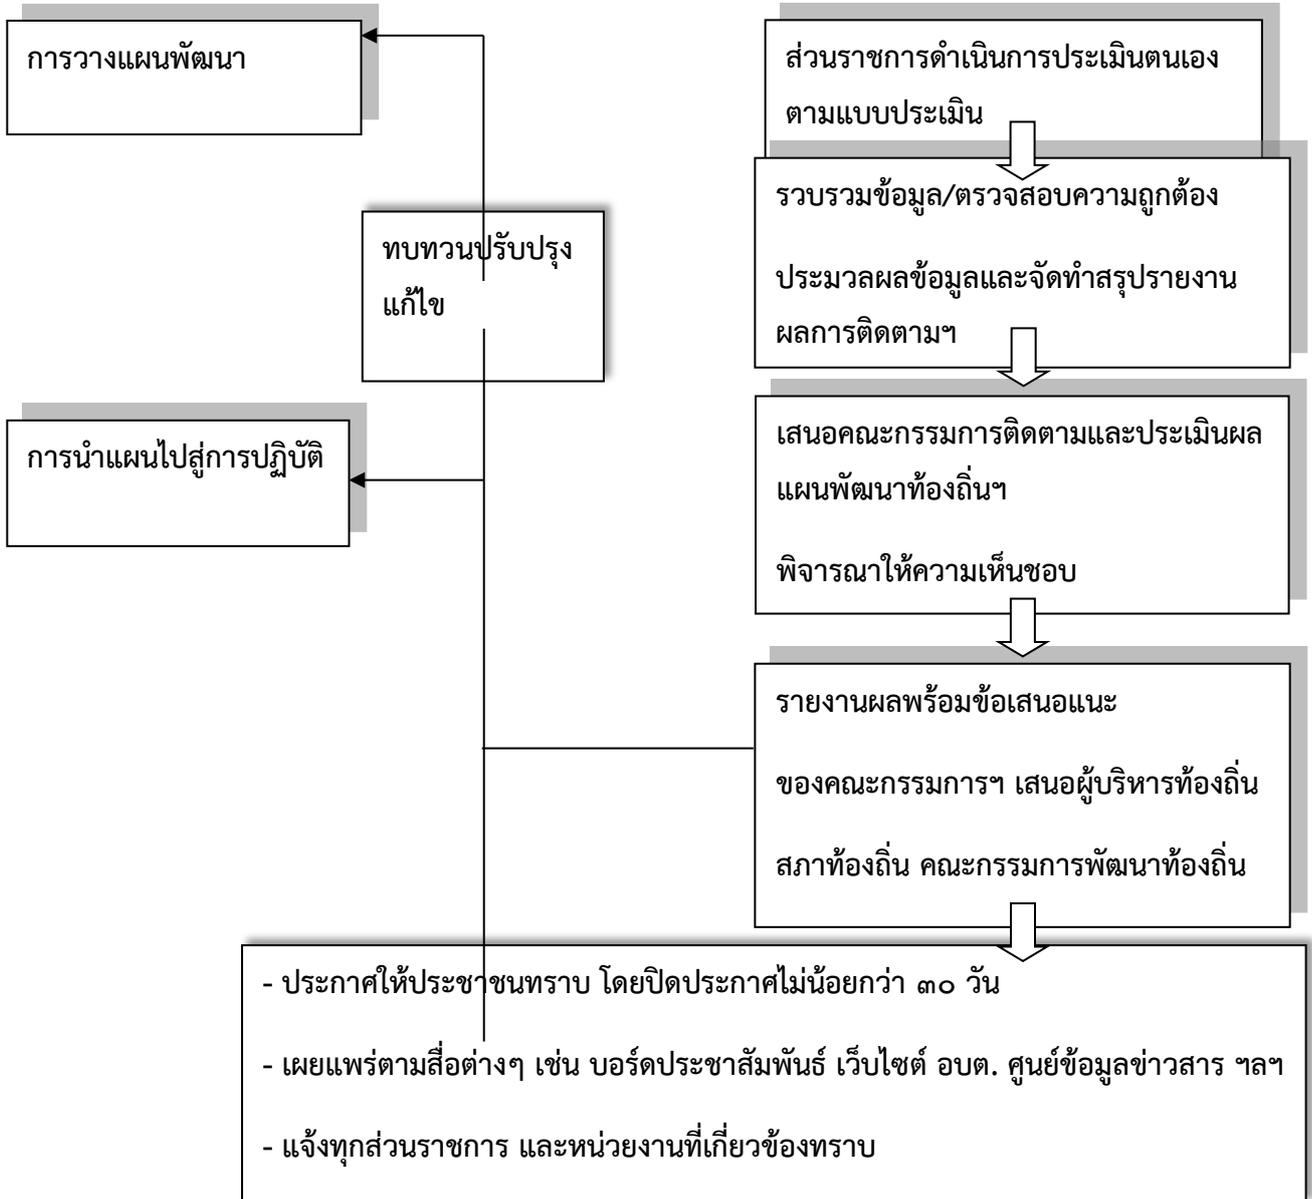 การวางแผนพัฒนา
ส่วนราชการดำเนินการประเมินตนเอง
ตามแบบประเมิน
รวบรวมข้อมูล/ตรวจสอบความถูกต้อง
ประมวลผลข้อมูลและจัดทำสรุปรายงาน
ผลการติดตามฯ
ทบทวนปรับปรุง
แก้ไข
การนำแผนไปสู่การปฏิบัติ
เสนอคณะกรรมการติดตามและประเมินผล
แผนพัฒนาท้องถิ่นฯ
พิจารณาให้ความเห็นชอบ
รายงานผลพร้อมข้อเสนอแนะ
ของคณะกรรมการฯ เสนอผู้บริหารท้องถิ่น
สภาท้องถิ่น คณะกรรมการพัฒนาท้องถิ่น
- ประกาศให้ประชาชนทราบ โดยปิดประกาศไม่น้อยกว่า ๓๐ วัน
- เผยแพร่ตามสื่อต่างๆ เช่น บอร์ดประชาสัมพันธ์ เว็บไซต์ อบต. ศูนย์ข้อมูลข่าวสาร ฯลฯ
- แจ้งทุกส่วนราชการ และหน่วยงานที่เกี่ยวข้องทราบ